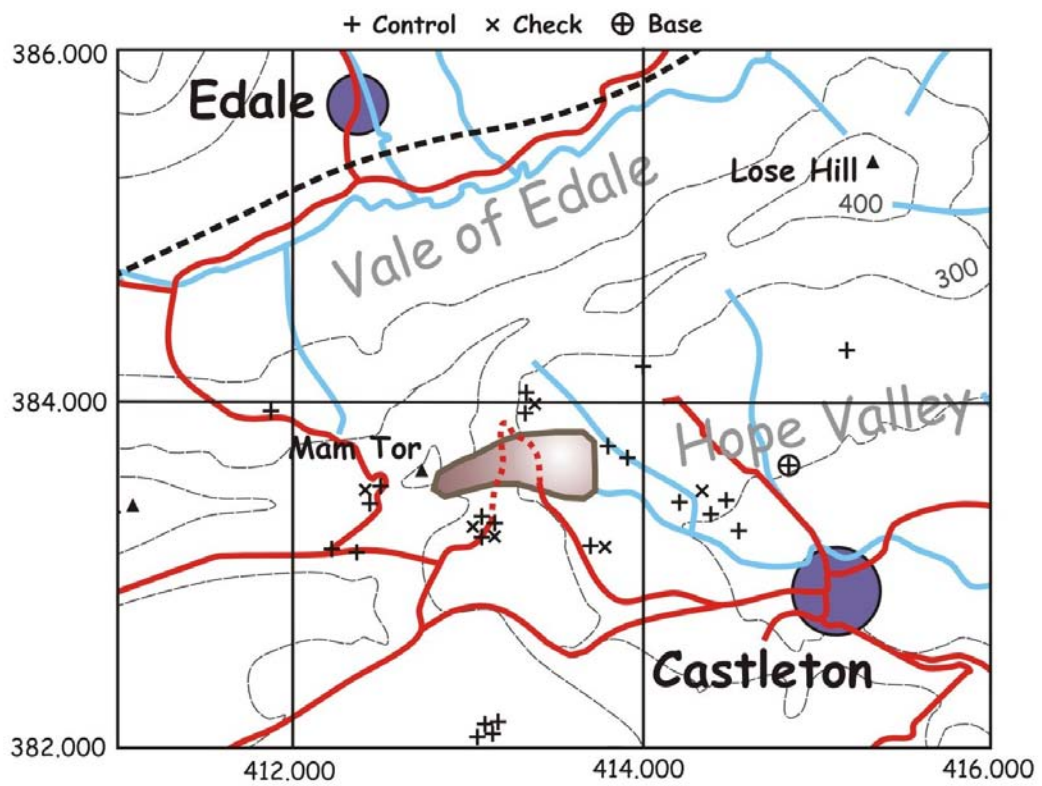 + Control × Check ⊕ Base
386.000
Edale
Lose Hill
400
Vale of Edale
300
384.000
Hope Valley
Mam Tor
Castleton
382.000
412.000
414.000
416.000